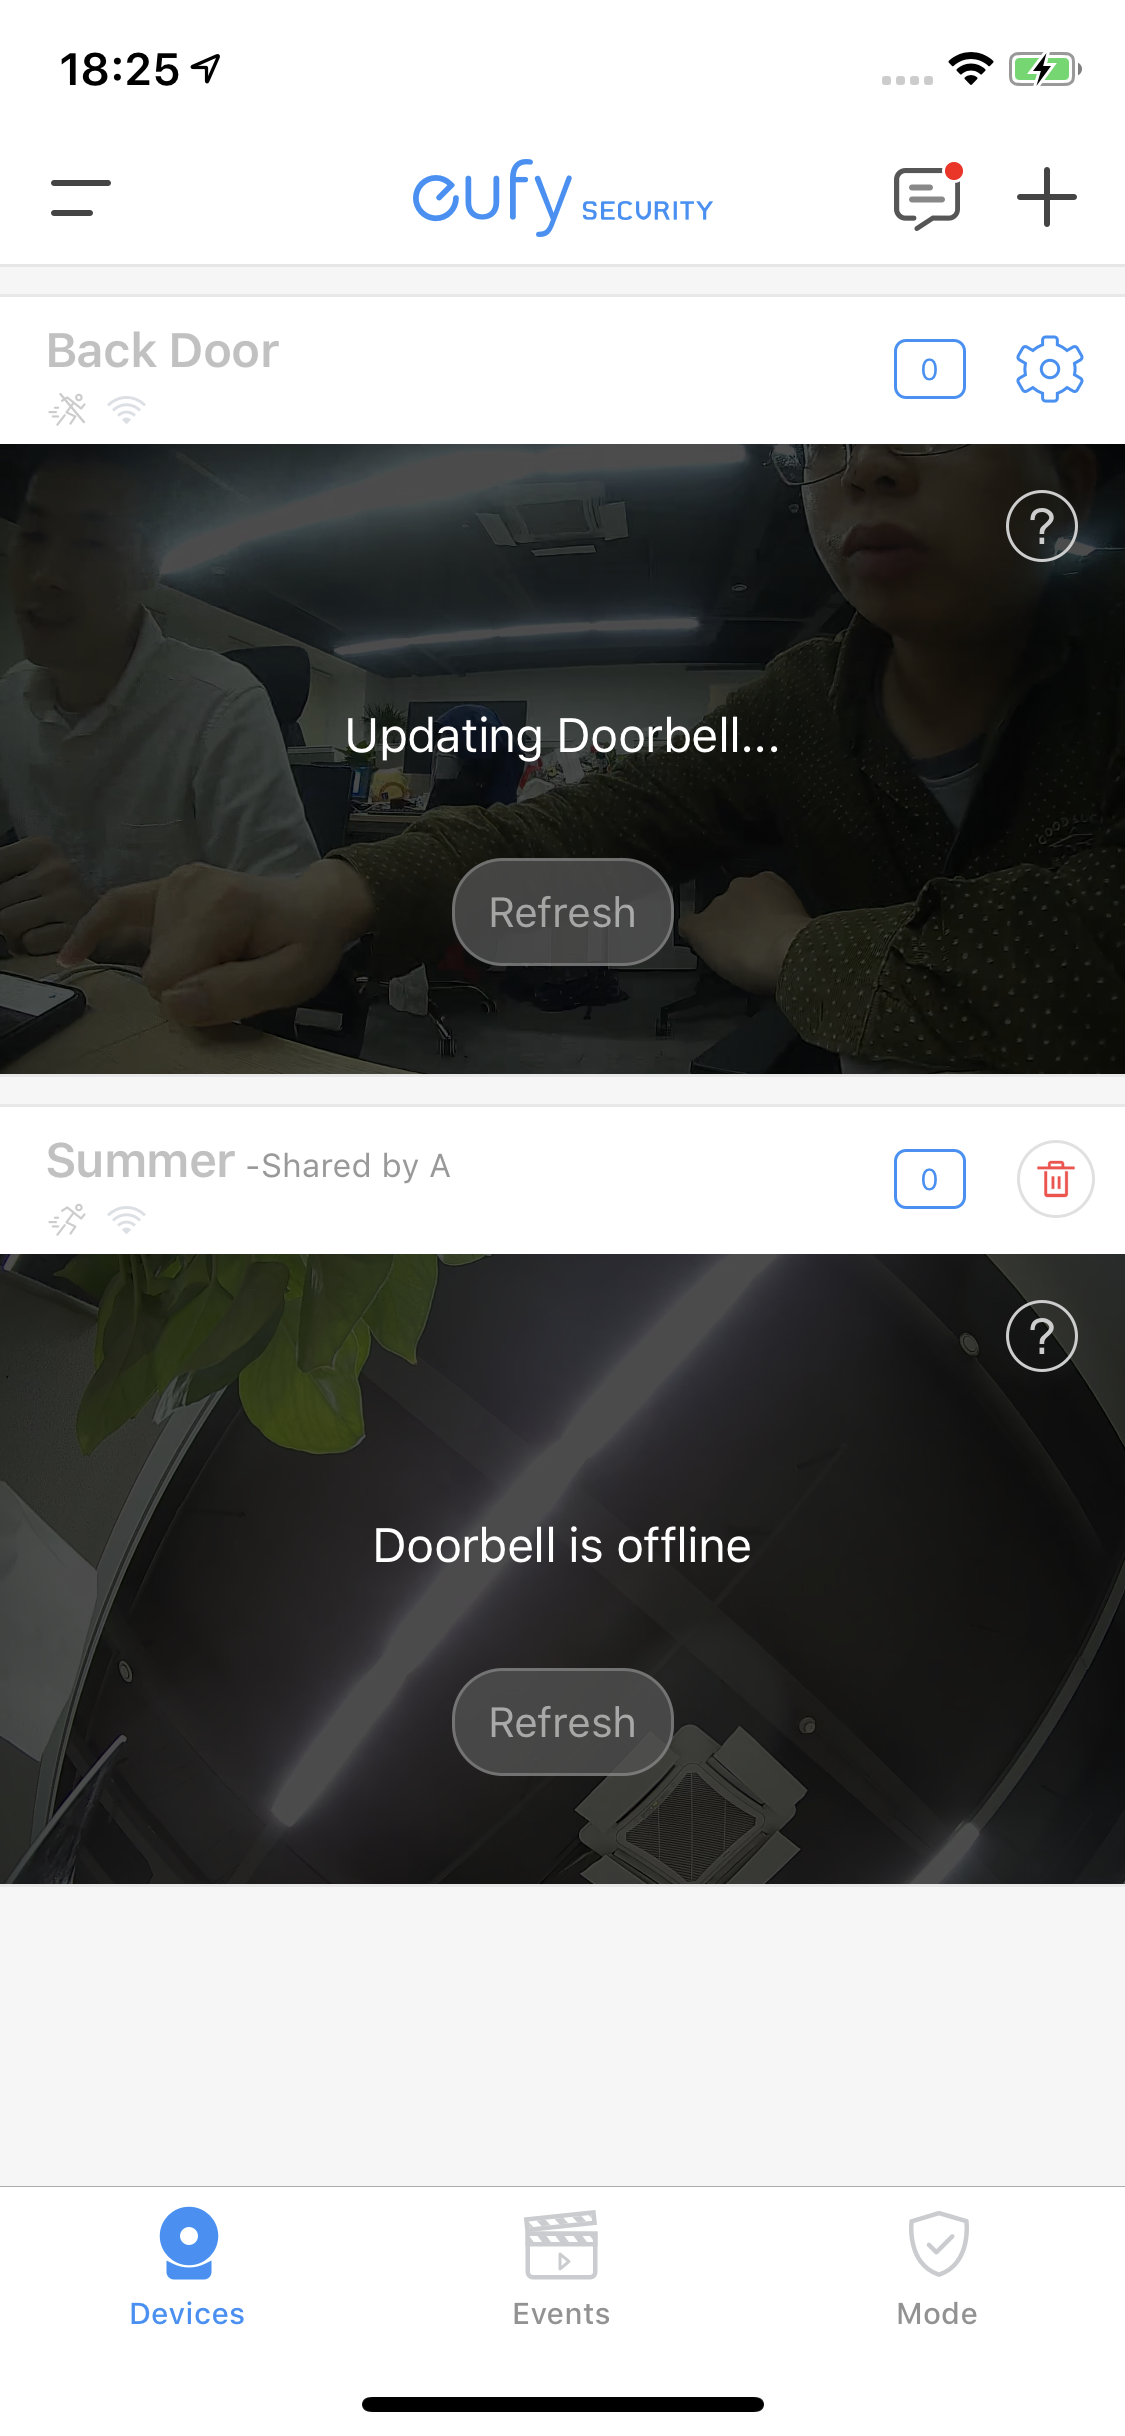 18:25
eufy SECURITY
Back Door
0
?
Updating Doorbell...
Refresh
Summer -Shared by A
0
?
Doorbell is offline
Refresh
Devices
Events
Mode